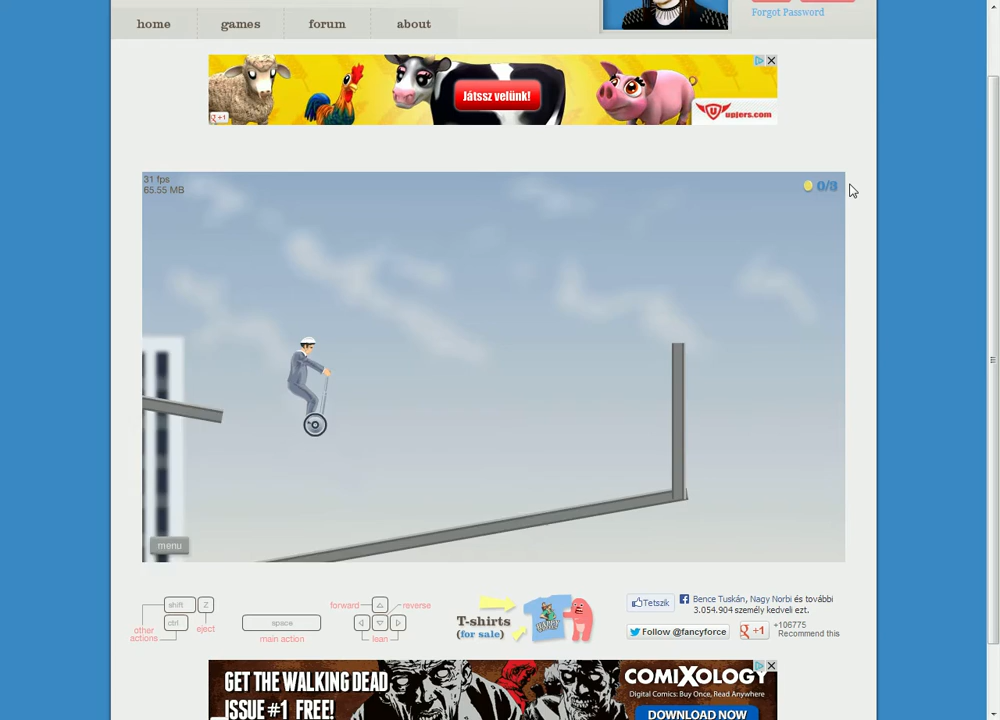 home games forum about
Forgot Password
Játssz velünk!
g +1
upjers.com
31 fps
65.55 MB
0/3
menu
shift Z
ctrl
other actions
eject
space
main action
forward
reverse
lean
T-shirts
(for sale)
Tetszik
Bence Tuskán, Nagy Norbi és további
3.054.904 személy kedveli ezt.
Follow @fancyforce
g +1
+106775
Recommend this
GET THE WALKING DEAD
ISSUE #1 FREE!
COMIXOLOGY
Digital Comics: Buy Once, Read Anywhere
DOWNLOAD NOW